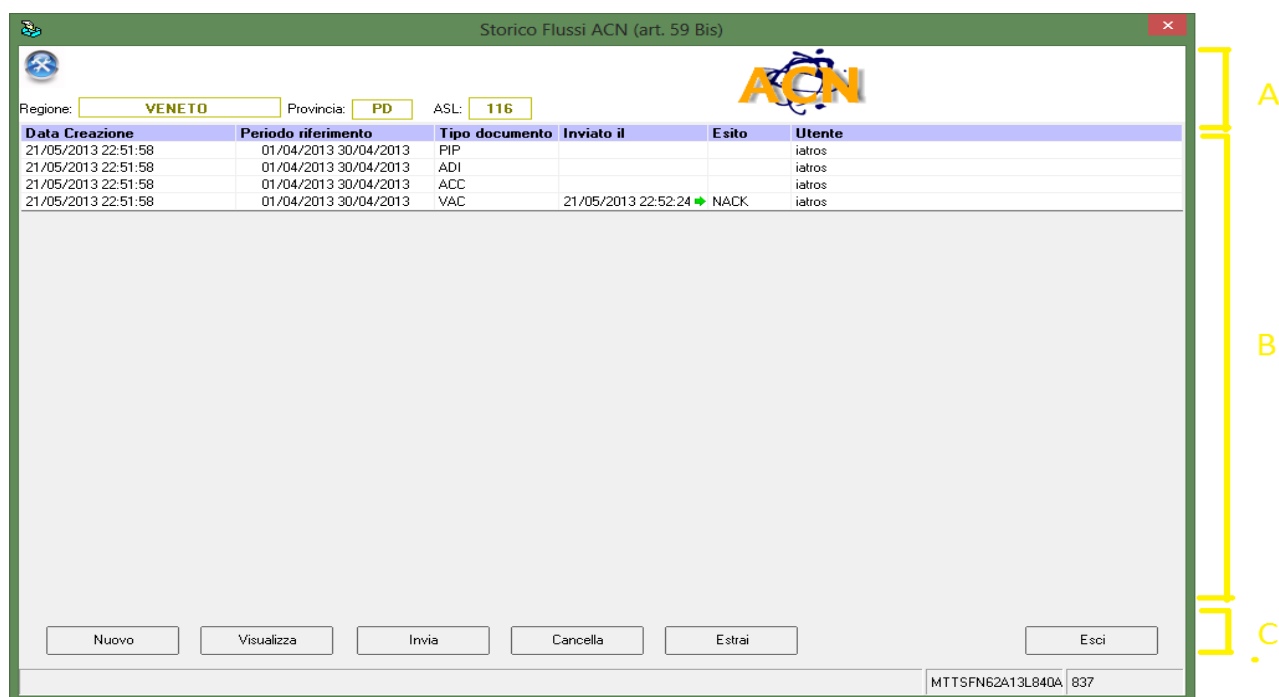 Storico Flussi ACN (art. 59 Bis)
ACN
A
Regione: VENETO Provincia: PD ASL: 116
Data Creazione Periodo riferimento Tipo documento Inviato il Esito Utente
21/05/2013 22:51:58 01/04/2013 30/04/2013 PIP iatros
21/05/2013 22:51:58 01/04/2013 30/04/2013 ADI iatros
21/05/2013 22:51:58 01/04/2013 30/04/2013 ACC iatros
21/05/2013 22:51:58 01/04/2013 30/04/2013 VAC 21/05/2013 22:52:24 NACK iatros
B
Nuovo Visualizza Invia Cancella Estrai Esci
C
MTTSFN62A13L840A 837